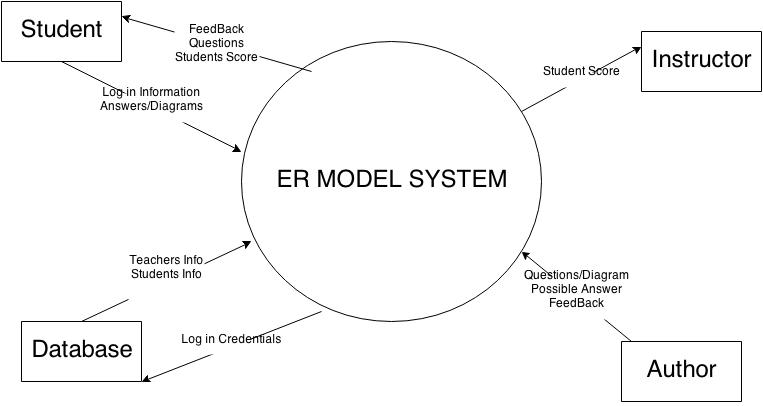 Student
FeedBack
Questions
Students Score
Instructor
Student Score
Log in Information
Answers/Diagrams
ER MODEL SYSTEM
Teachers Info
Students Info
Questions/Diagram
Possible Answer
FeedBack
Database
Log in Credentials
Author